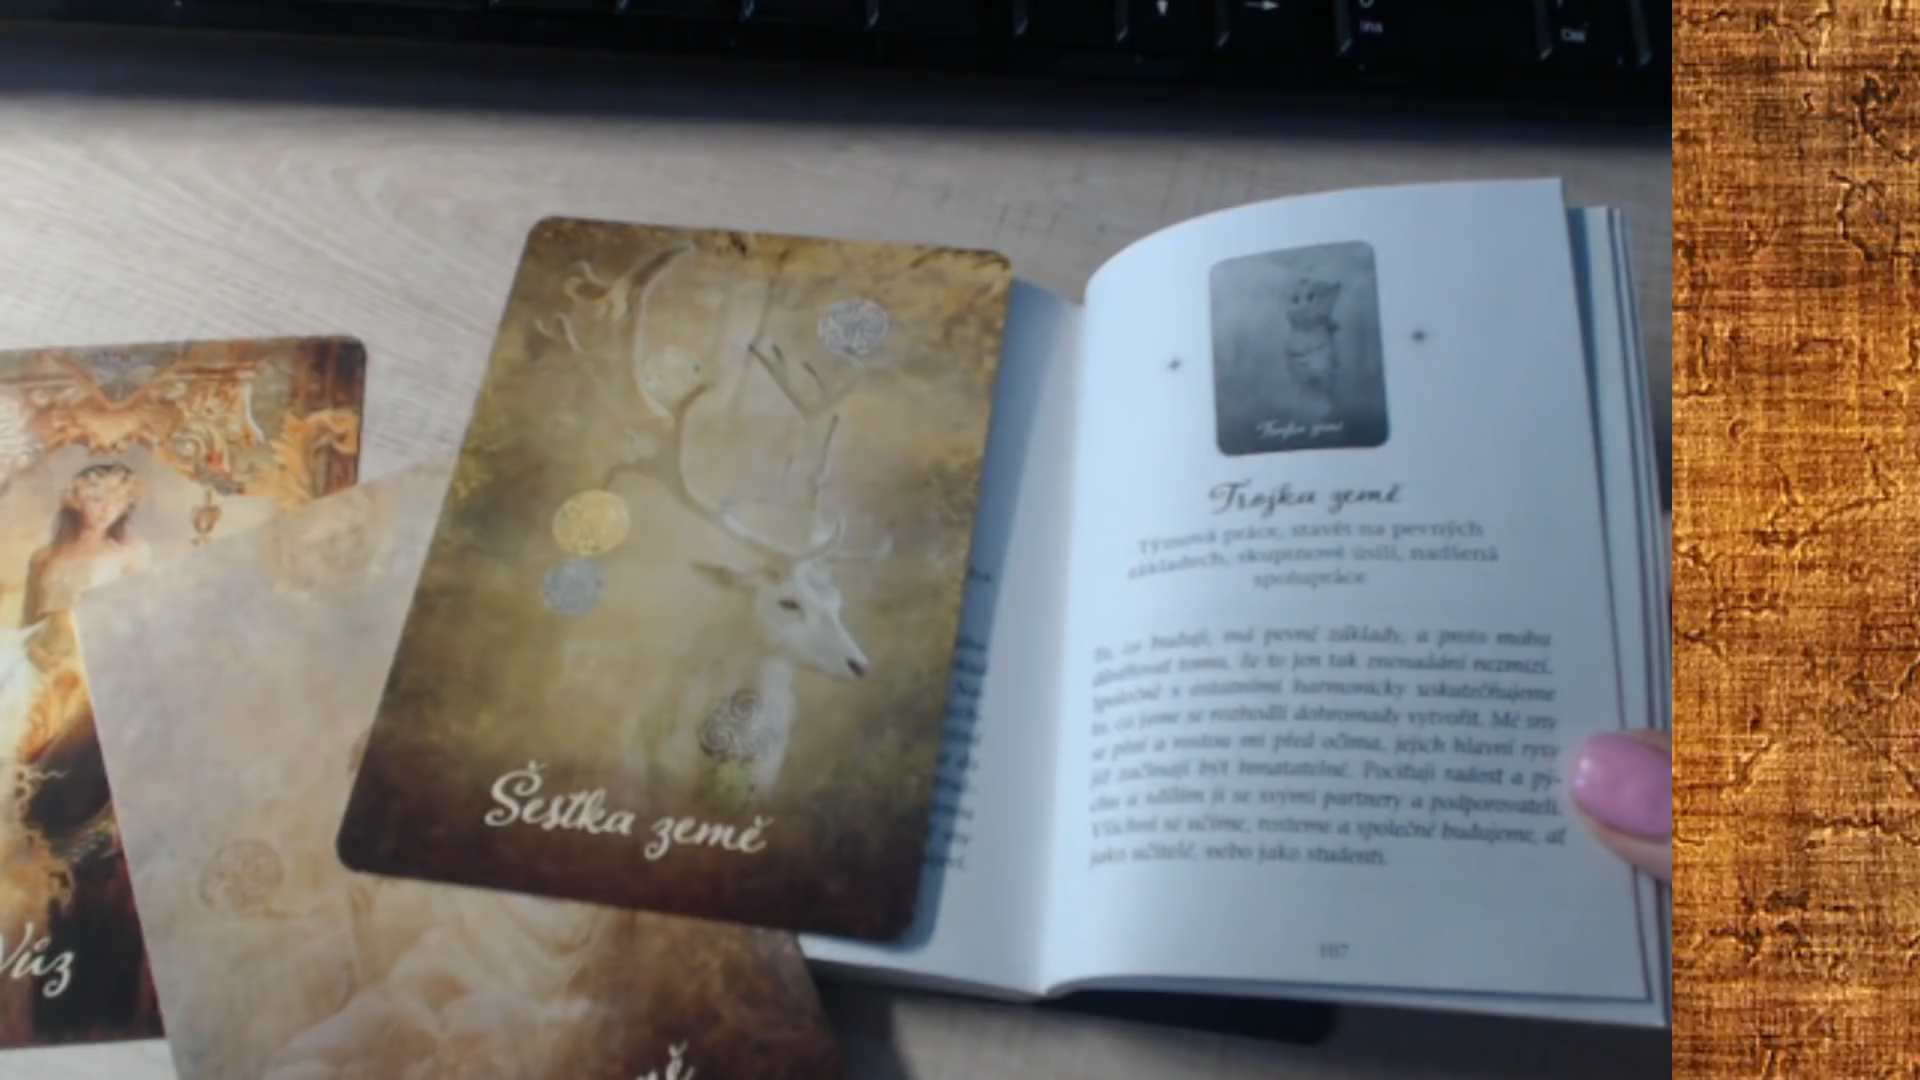 Vůz
Šestka země
Trojka země
Trojka země
Týmová práce, stavět na pevných
základech, skupinové úsilí, nadšená
spolupráce
To, co buduji, má pevné základy, a proto mohu
důvěřovat tomu, že to jen tak znenadání nezmizí.
Společně s ostatními harmonicky uskutečňujeme
to, co jsme se rozhodli dohromady vytvořit. Mé sny
se plní a rostou mi před očima, jejich hlavní rysy
již začínají být hmatatelné. Pociťuji radost a pý-
chu a sdílím ji se svými partnery a podporovateli.
Všichni se učíme, rosteme a společně budujeme, ať
jako učitelé, nebo jako studenti.
107